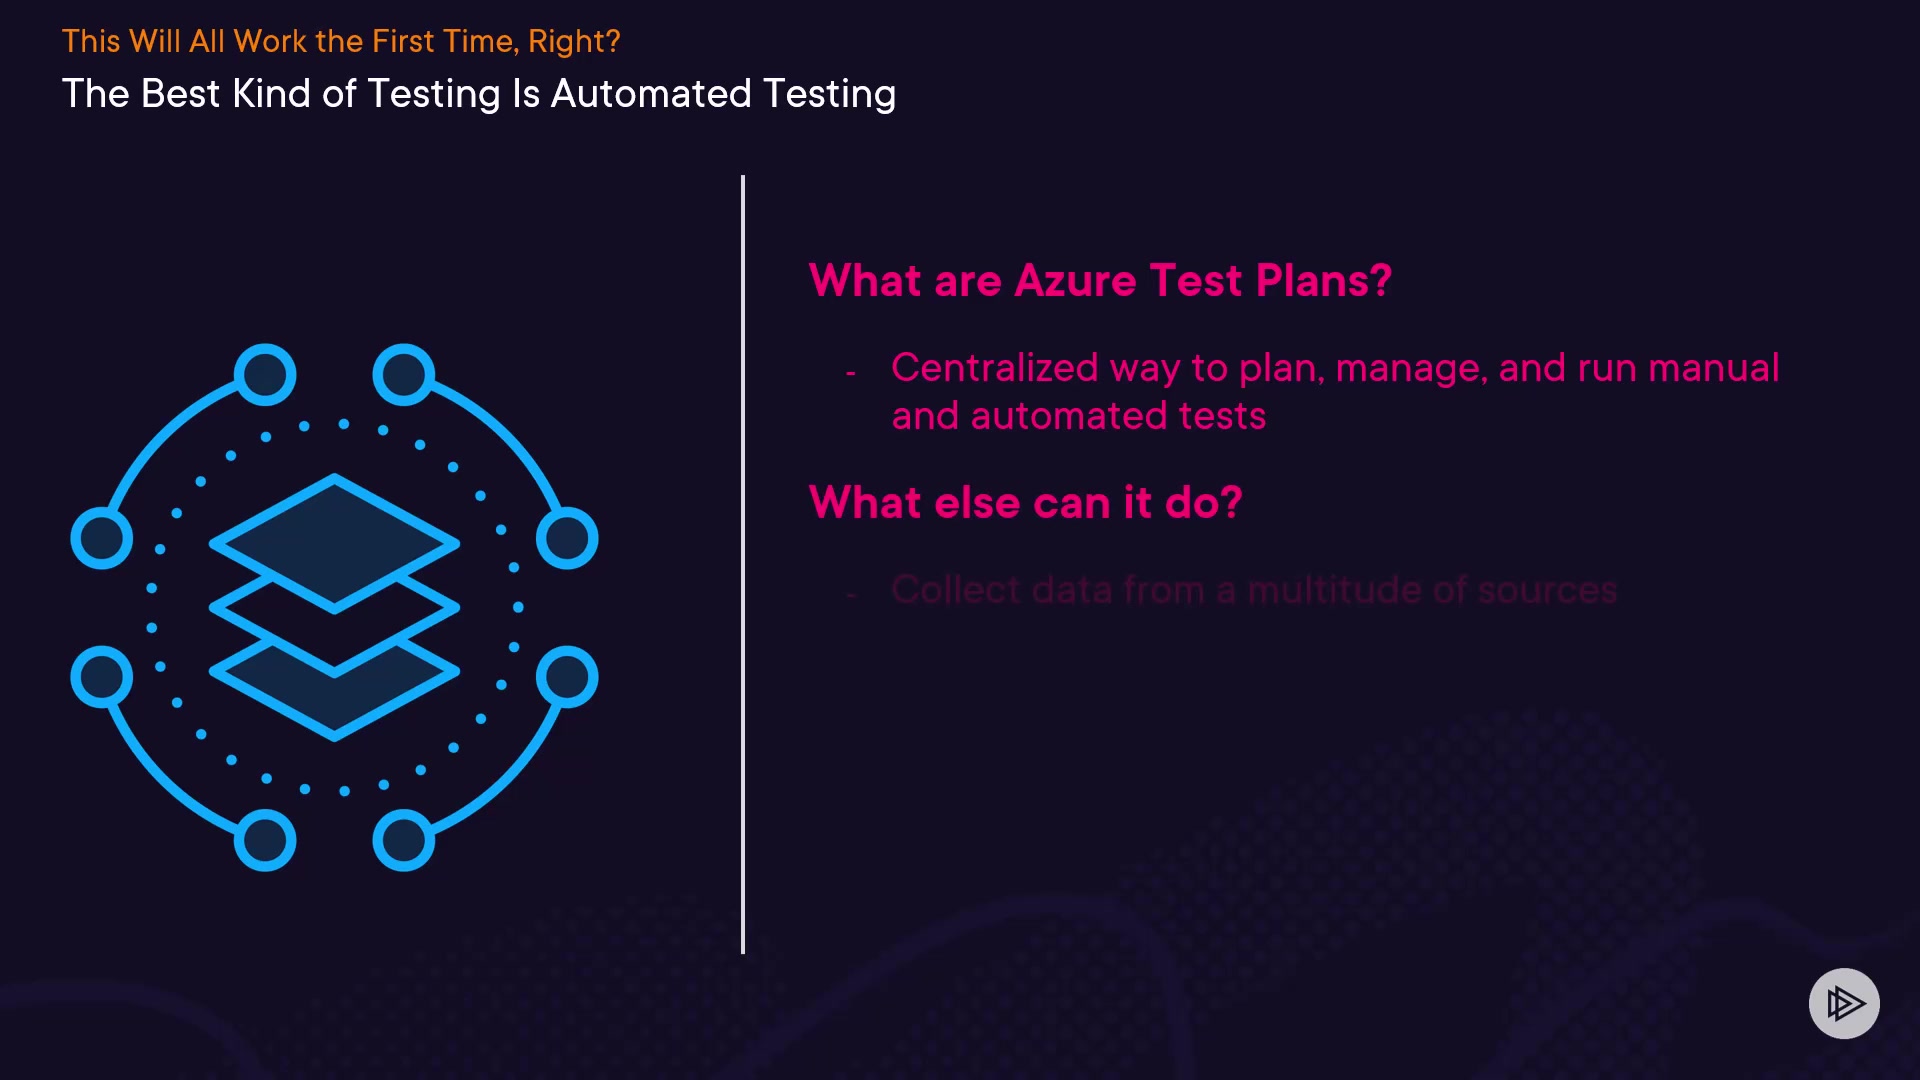 This Will All Work the First Time, Right?
The Best Kind of Testing Is Automated Testing
What are Azure Test Plans?
- Centralized way to plan, manage, and run manual
and automated tests
What else can it do?
- Collect data from a multitude of sources